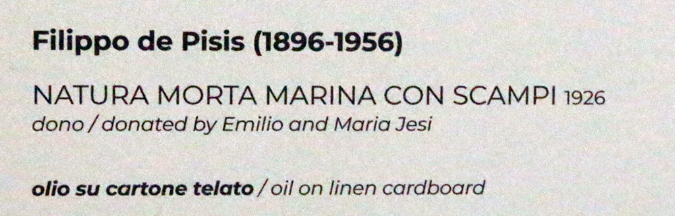 Filippo de Pisis (1896-1956)
NATURA MORTA MARINA CON SCAMPI 1926
dono / donated by Emilio and Maria Jesi
olio su cartone telato / oil on linen cardboard